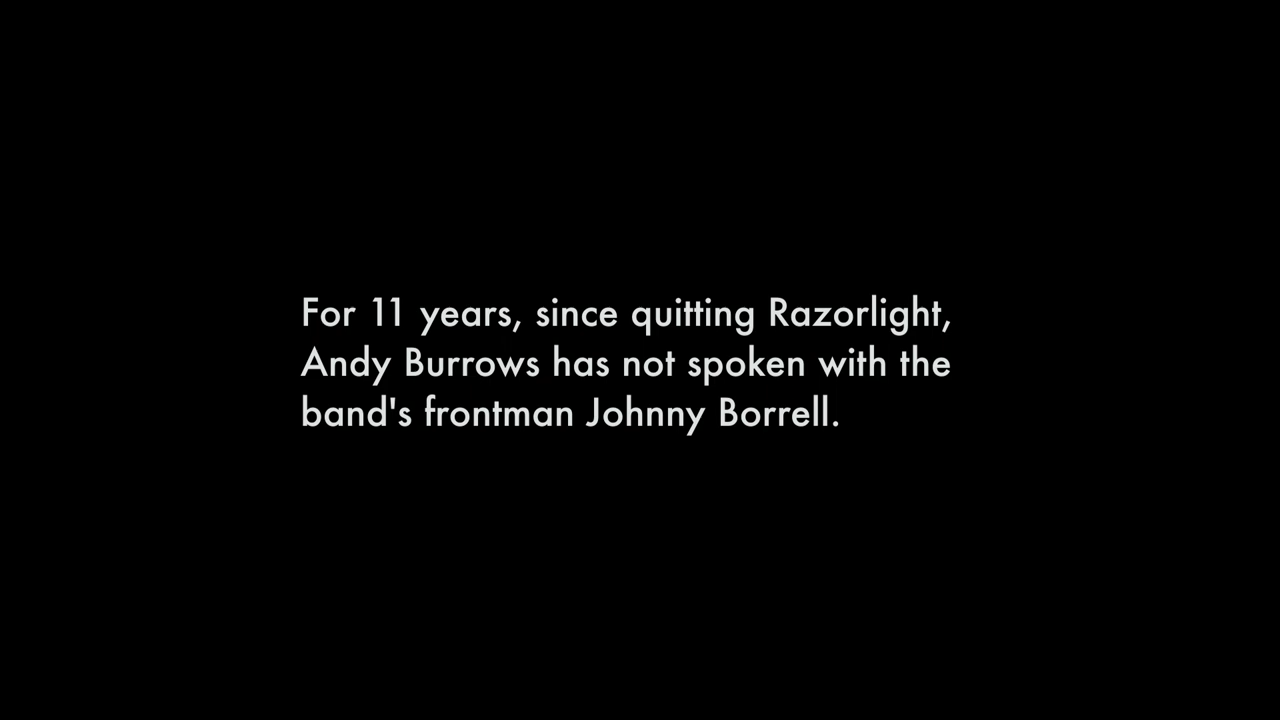 For 11 years, since quitting Razorlight,
Andy Burrows has not spoken with the
band's frontman Johnny Borrell.